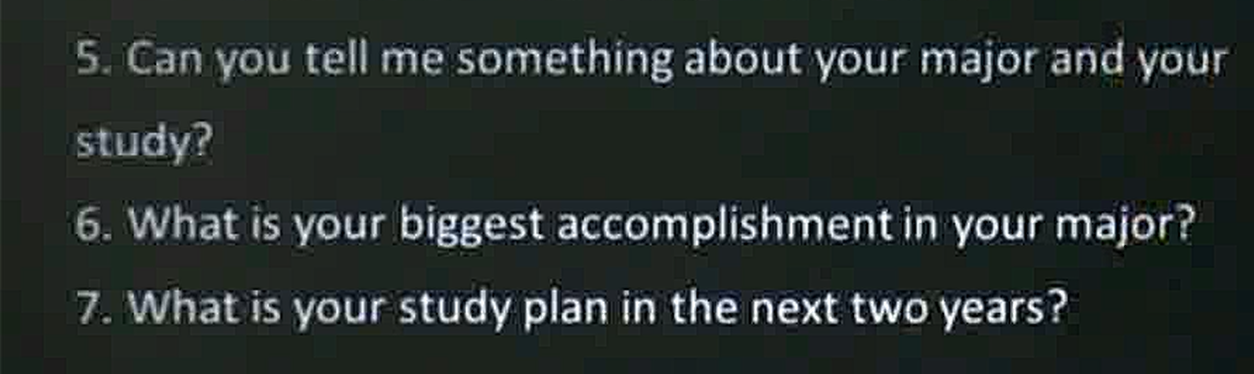 5. Can you tell me something about your major and your
study?
6. What is your biggest accomplishment in your major?
7. What is your study plan in the next two years?